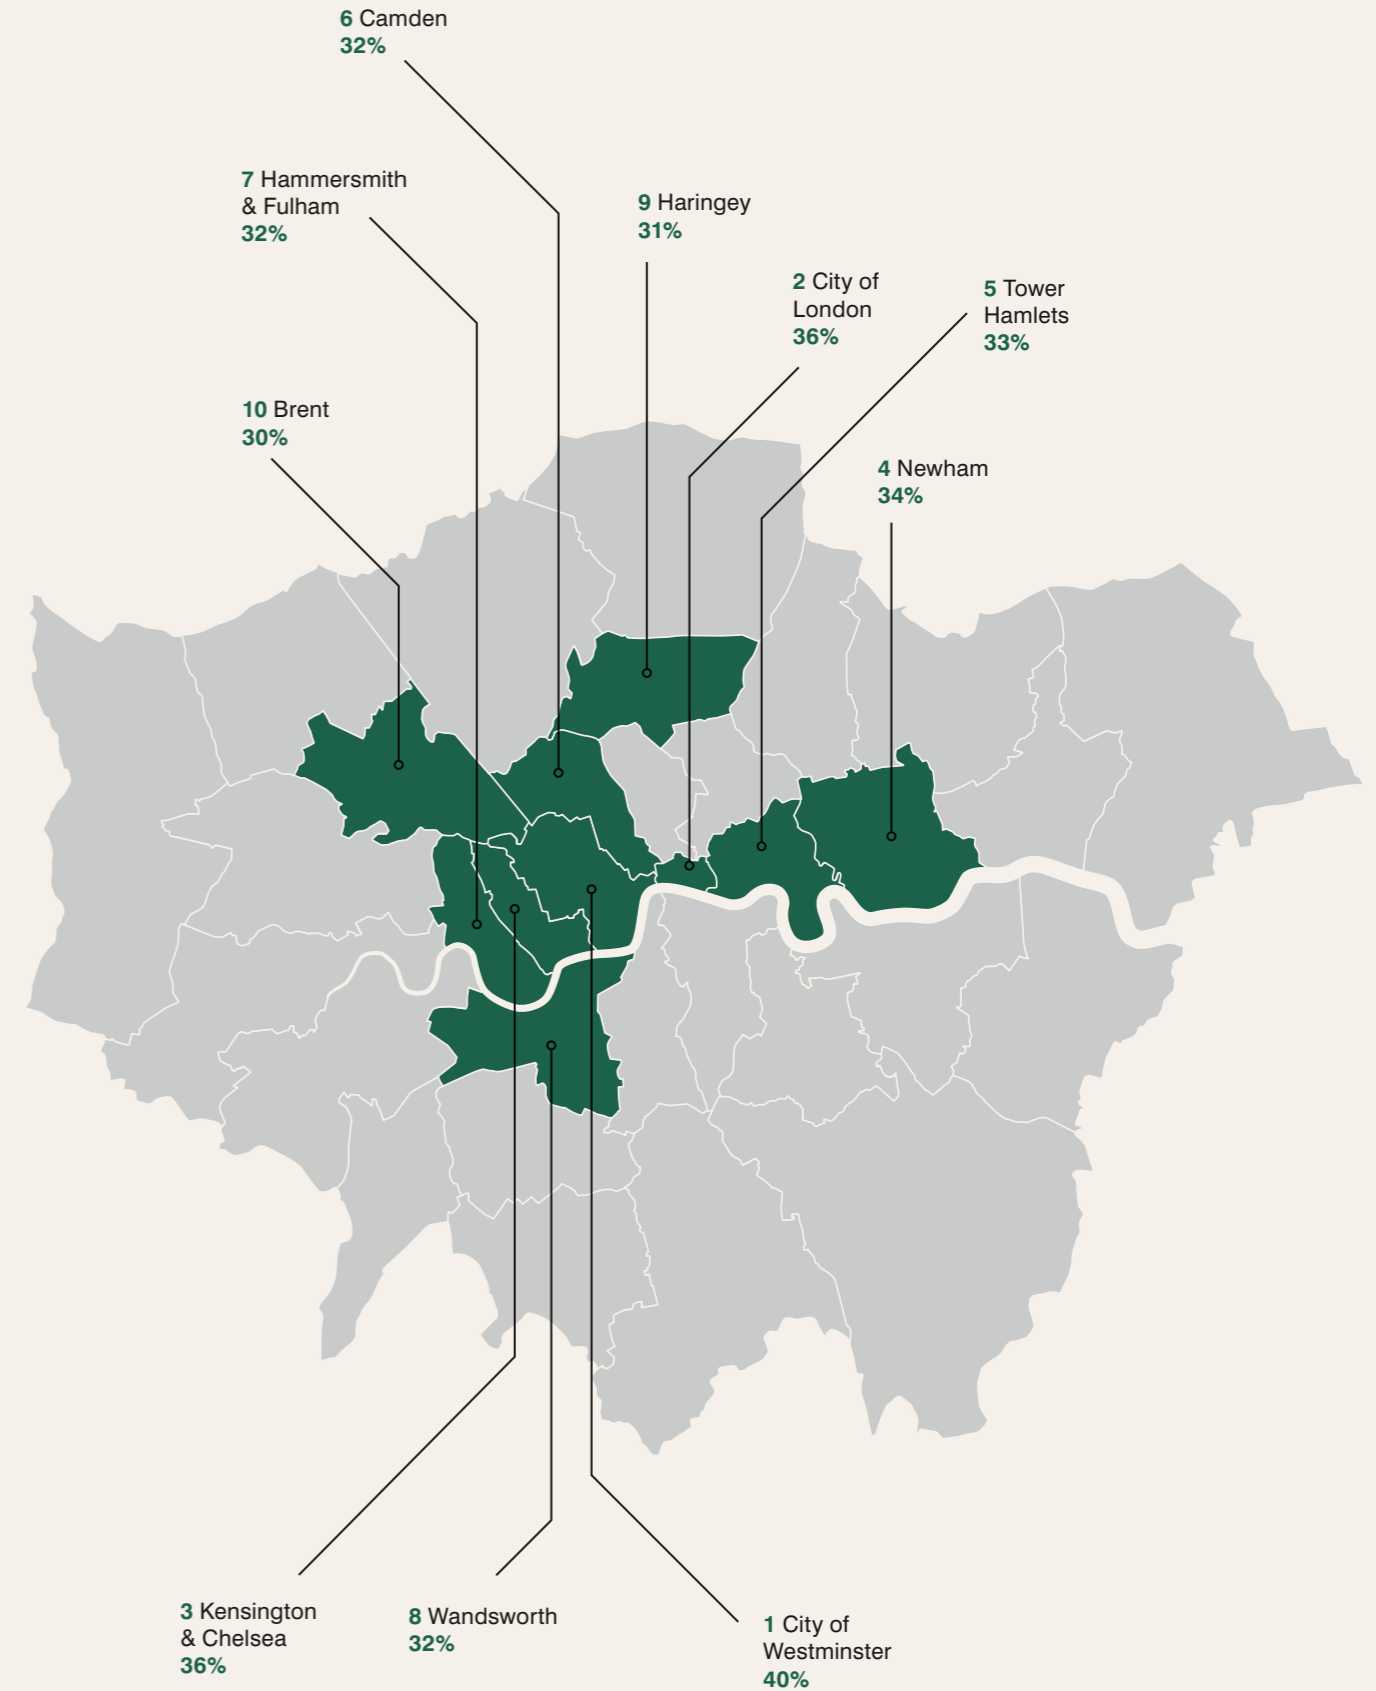 6 Camden
32%
7 Hammersmith
& Fulham
32%
9 Haringey
31%
2 City of
London
36%
5 Tower
Hamlets
33%
10 Brent
30%
4 Newham
34%
3 Kensington
& Chelsea
36%
8 Wandsworth
32%
1 City of
Westminster
40%